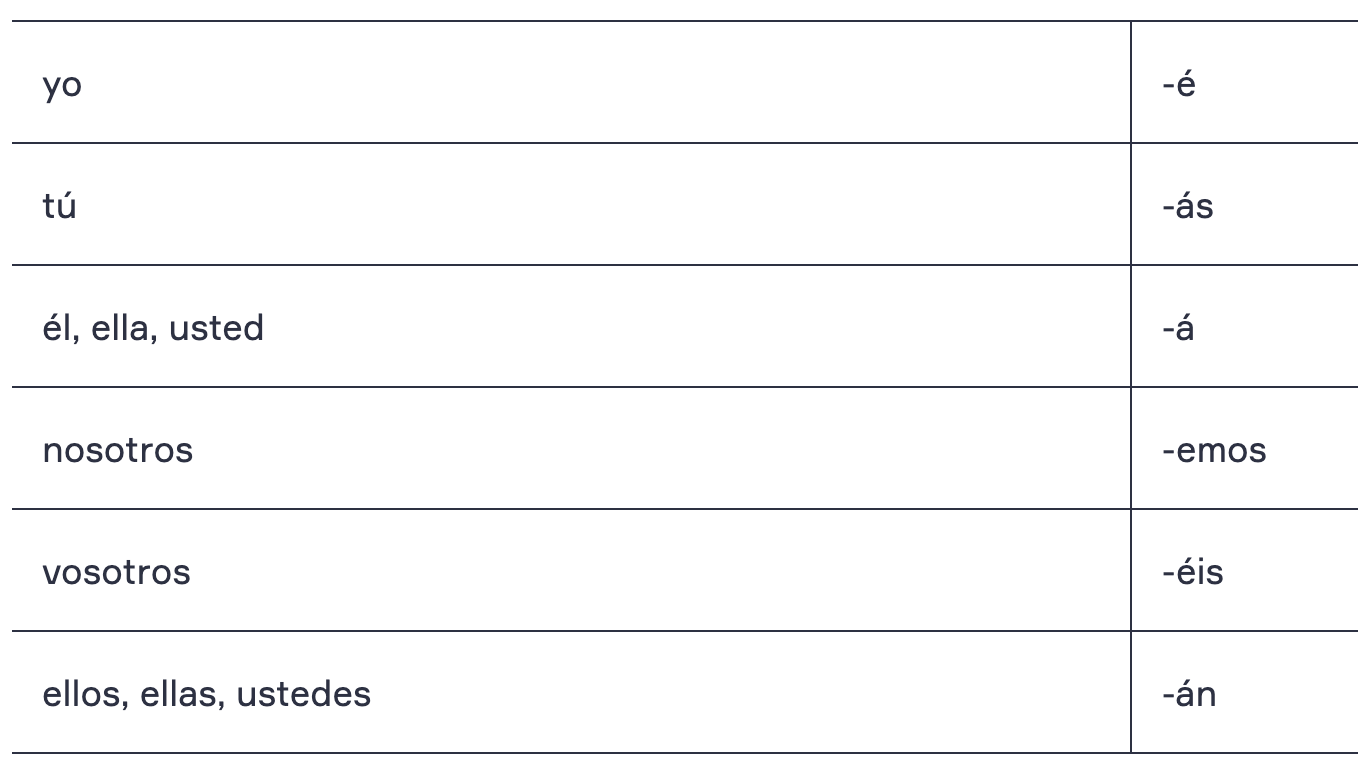 yo -é
tú -ás
él, ella, usted -á
nosotros -emos
vosotros -éis
ellos, ellas, ustedes -án